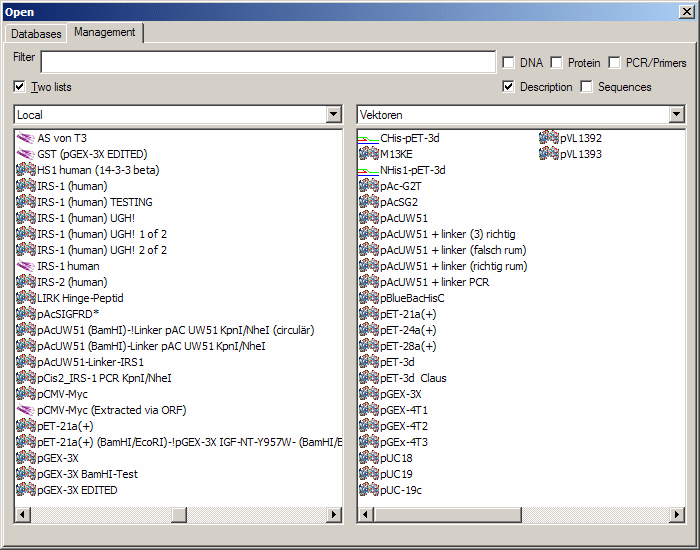 Open
Databases Management
Filter DNA Protein PCR/Primers
Two lists Description Sequences
Local
AS von T3
GST (pGEX-3X EDITED)
HS1 human (14-3-3 beta)
IRS-1 (human)
IRS-1 (human) TESTING
IRS-1 (human) UGH!
IRS-1 (human) UGH! 1 of 2
IRS-1 (human) UGH! 2 of 2
IRS-1 human
IRS-2 (human)
LIRK Hinge-Peptid
pAcSIGFRD*
pAcUW51 (BamHI)-!Linker pAC UW51 KpnI/NheI (circulär)
pAcUW51 (BamHI)-Linker pAC UW51 KpnI/NheI
pAcUW51-Linker-IRS1
pCis2_IRS-1 PCR KpnI/NheI
pCMV-Myc
pCMV-Myc (Extracted via ORF)
pET-21a(+)
pET-21a(+) (BamHI/EcoRI)-!pGEX-3X IGF-NT-Y957W- (BamHI/E
pGEX-3X
pGEX-3X BamHI-Test
pGEX-3X EDITED
Vektoren
CHis-pET-3d
M13KE
NHis1-pET-3d
pAc-G2T
pAcSG2
pAcUW51
pAcUW51 +linker (3) richtig
pAcUW51 +linker (falsch rum)
pAcUW51 +linker (richtig rum)
pAcUW51 +linker PCR
pBlueBacHisC
pET-21a(+)
pET-24a(+)
pET-28a(+)
pET-3d
pET-3d Claus
pGEX-3X
pGEX-4T1
pGEX-4T2
pGEx-4T3
pUC18
pUC19
pUC-19c
pVL1392
pVL1393